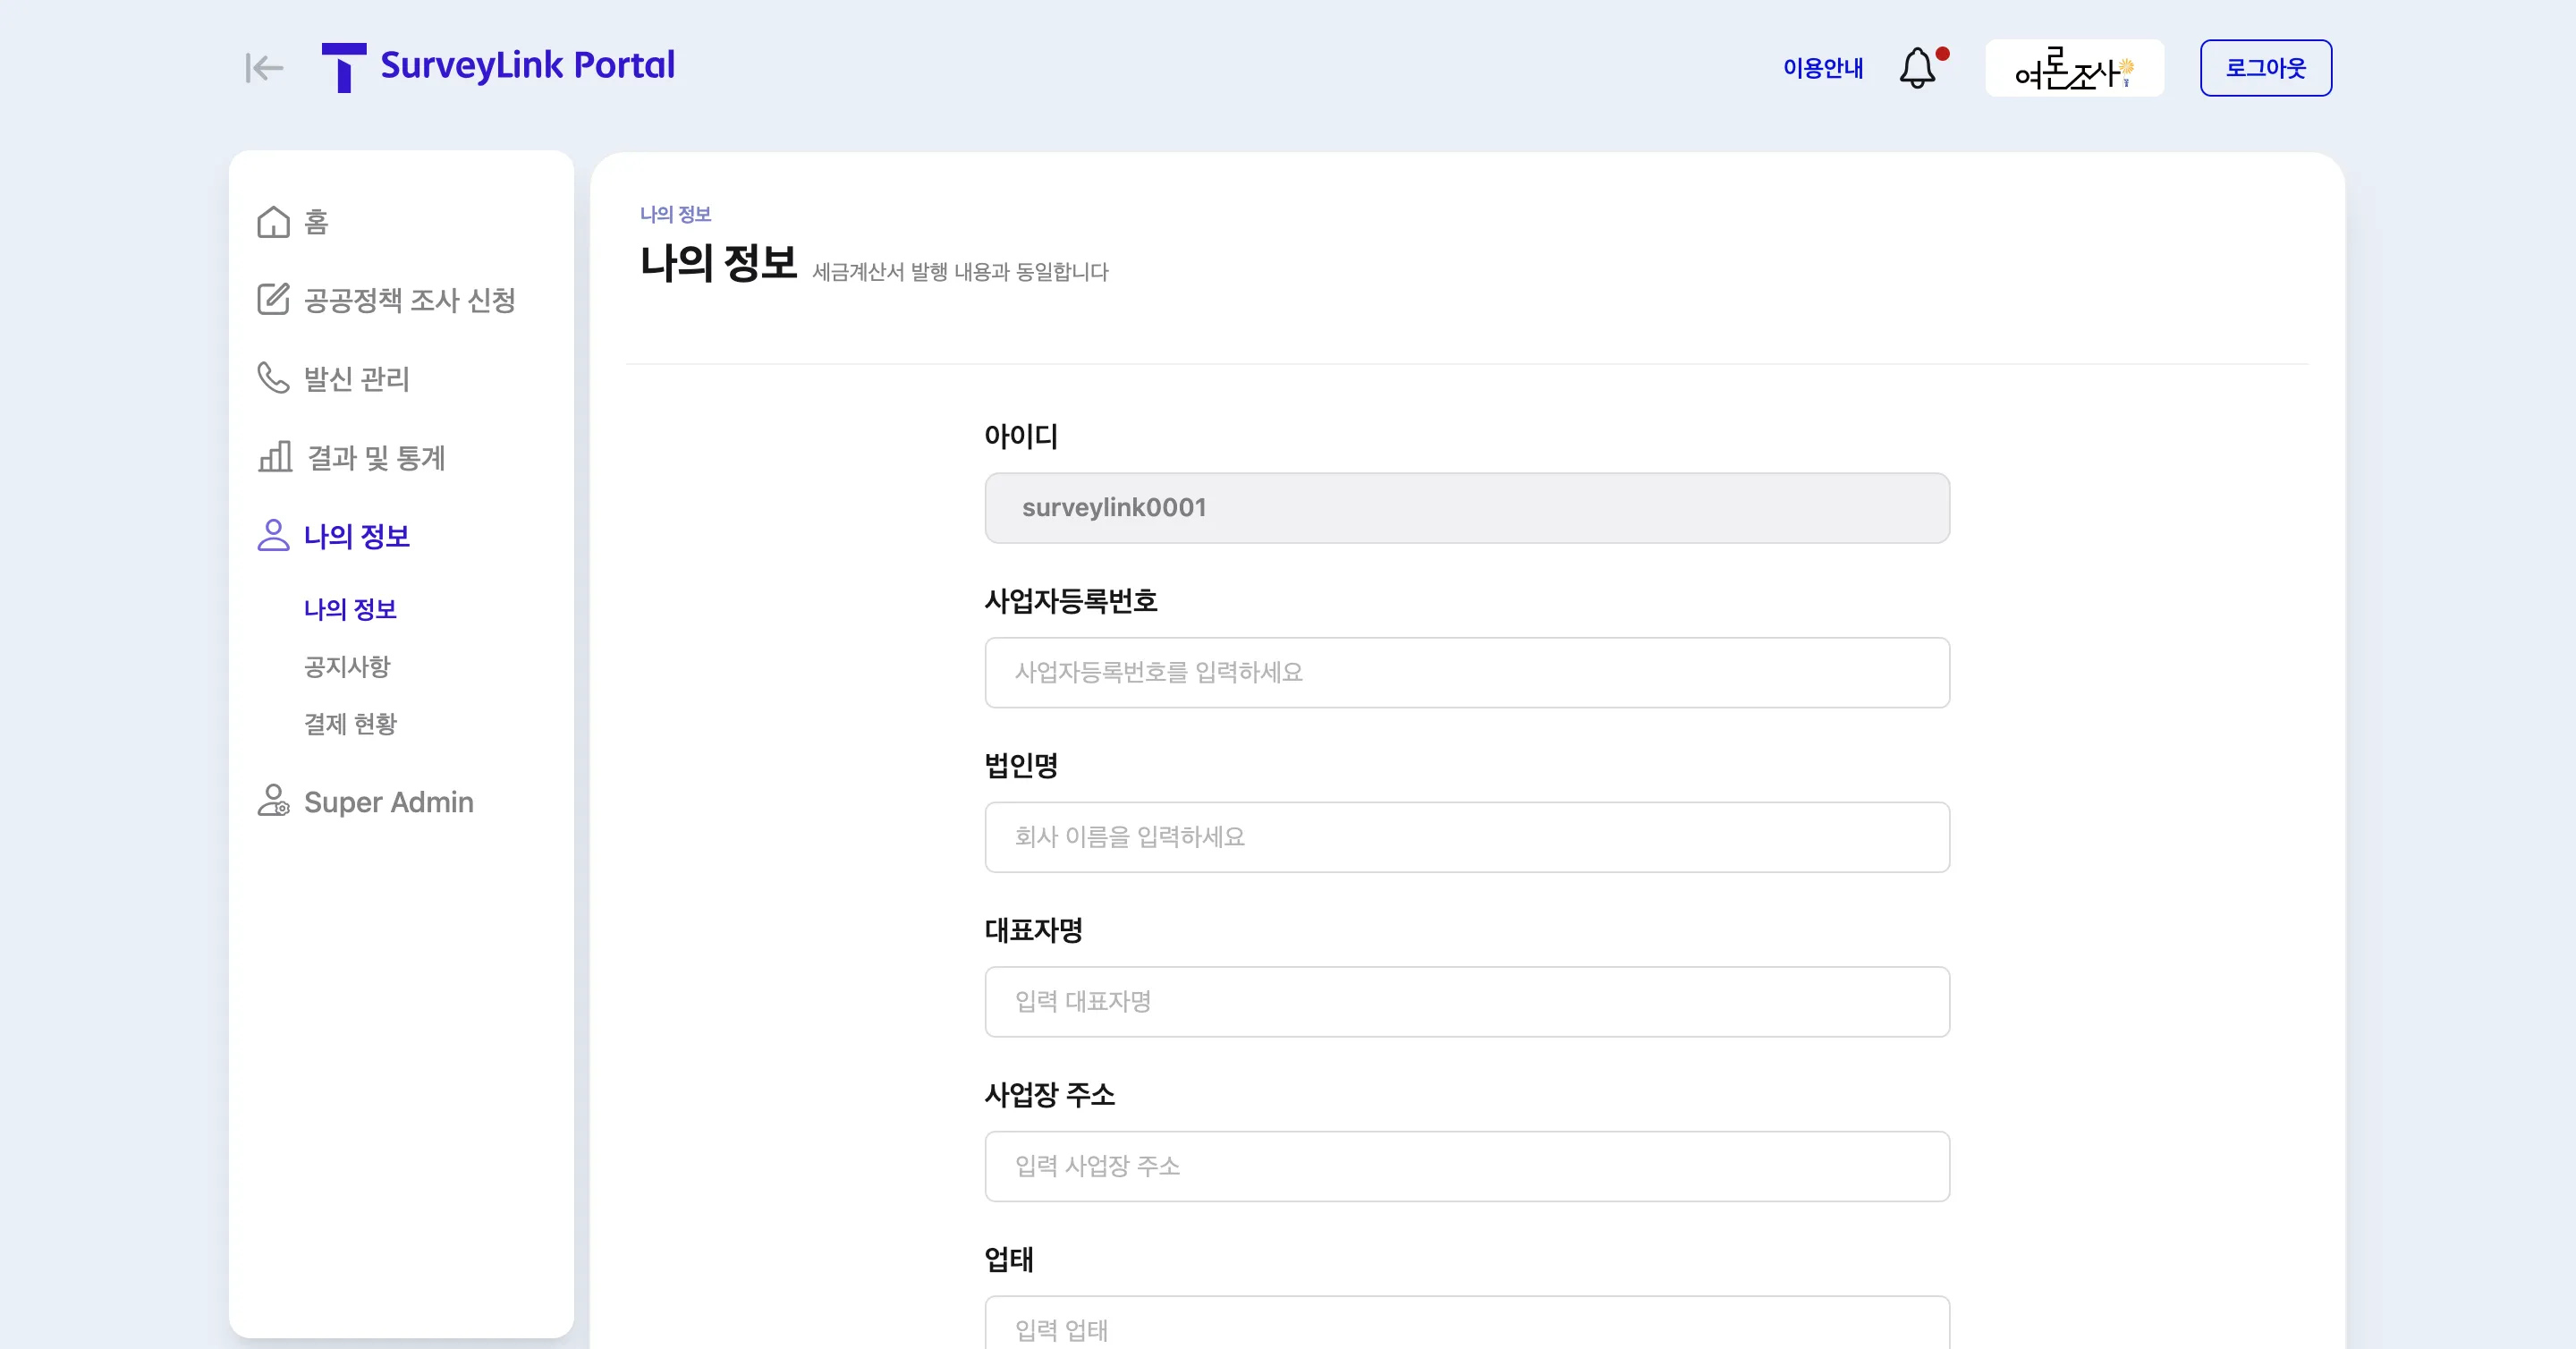 SurveyLink Portal
이용안내
여론조사
로그아웃
홈
공공정책 조사 신청
발신 관리
결과 및 통계
나의 정보
나의 정보
공지사항
결제 현황
Super Admin
나의 정보
나의 정보 세금계산서 발행 내용과 동일합니다
아이디
surveylink0001
사업자등록번호
사업자등록번호를 입력하세요
법인명
회사 이름을 입력하세요
대표자명
입력 대표자명
사업장 주소
입력 사업장 주소
업태
입력 업태